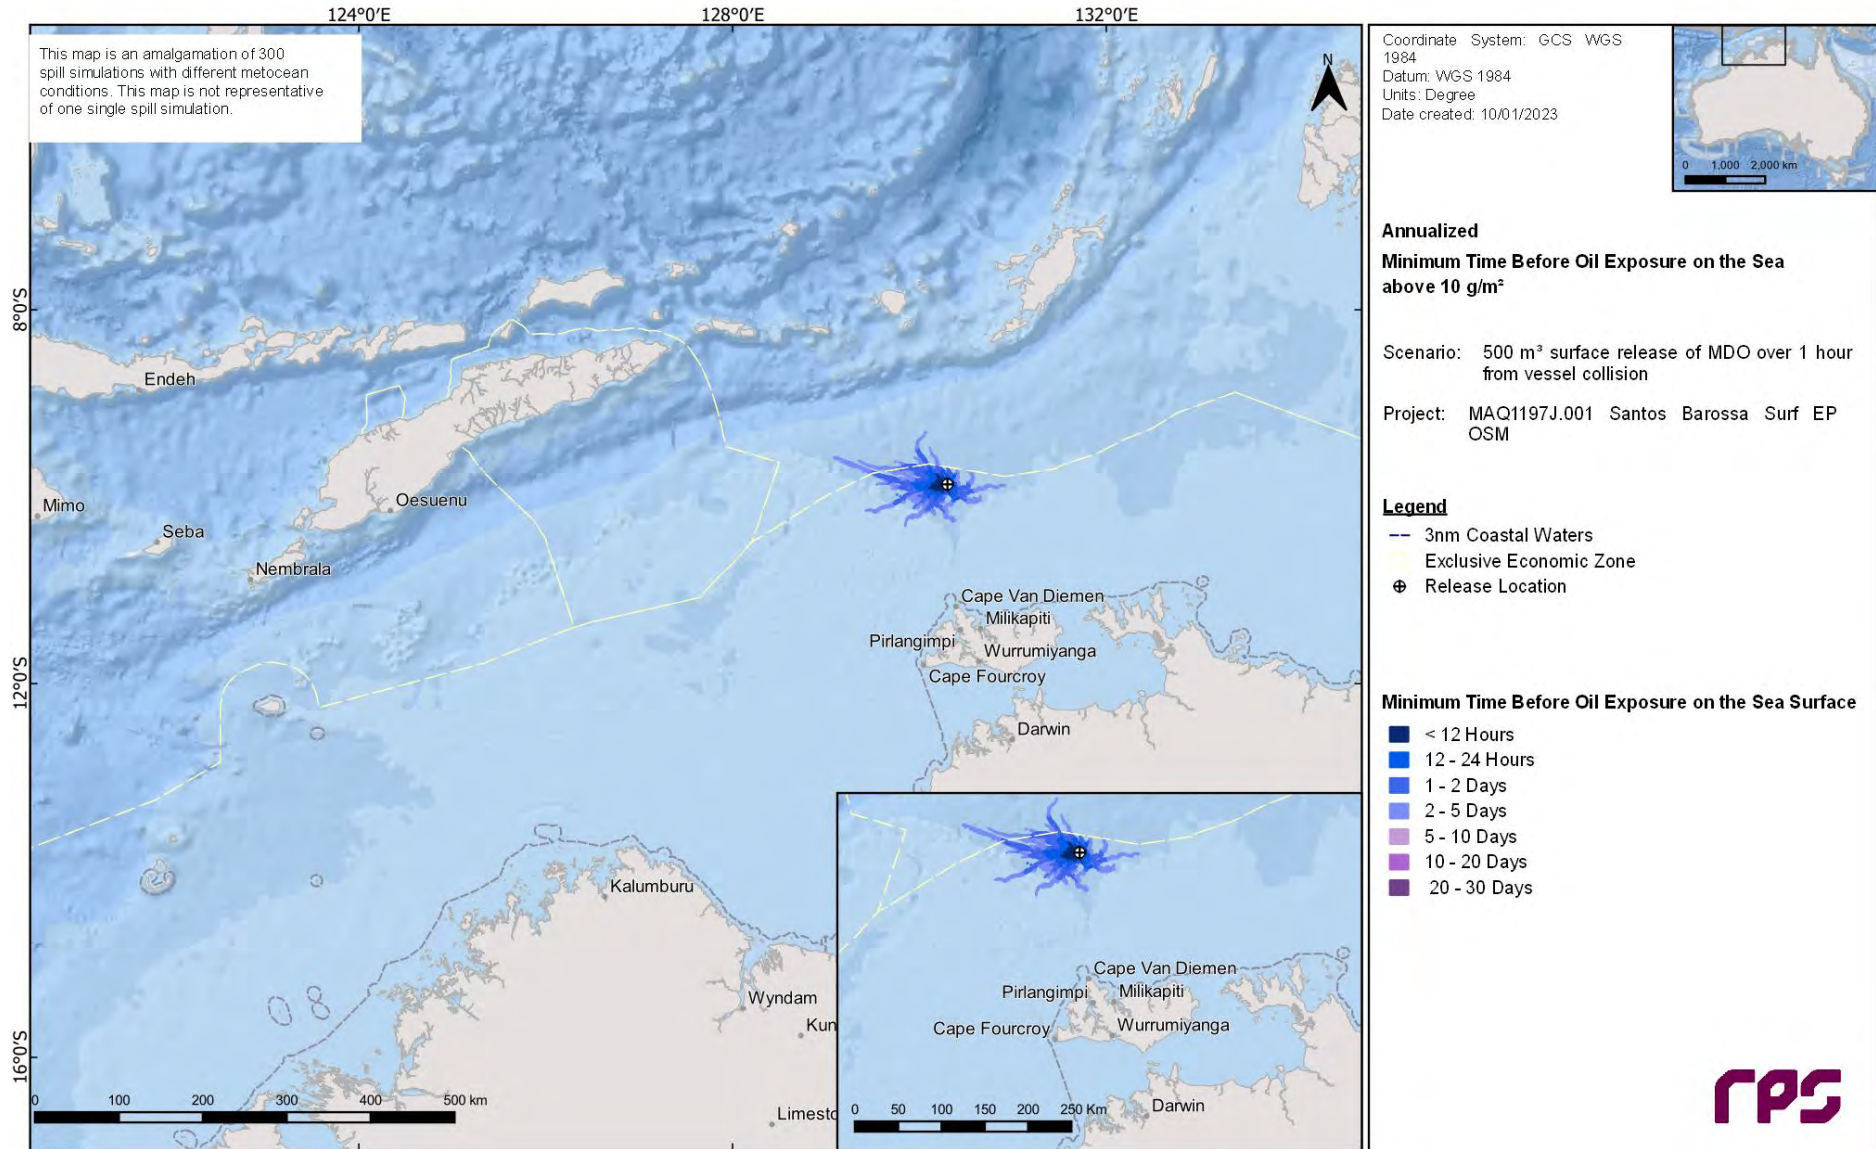 124°0'E
128°0'E
132°0'E
This map is an amalgamation of 300
spill simulations with different metocean
conditions. This map is not representative
of one single spill simulation.
N
8°0'S
12°0'S
16°0'S
Endeh
Mimo
Seba
Oesuenu
Nembrala
Cape Van Diemen
Milikapiti
Pirlangimpi
Wurrumiyanga
Cape Fourcroy
Darwin
Kalumburu
Wyndam
Kun
Limesto
0 100 200 300 400 500 km
Cape Van Diemen
Pirlangimpi
Milikapiti
Cape Fourcroy
Wurrumiyanga
Darwin
0 50 100 150 200 250 Km
Coordinate System: GCS WGS
1984
Datum: WGS 1984
Units: Degree
Date created: 10/01/2023
0 1,000 2,000 km
Annualized
Minimum Time Before Oil Exposure on the Sea
above 10 g/m²
Scenario: 500 m³ surface release of MDO over 1 hour
from vessel collision
Project: MAQ1197J.001 Santos Barossa Surf EP
OSM
Legend
3nm Coastal Waters
Exclusive Economic Zone
Release Location
Minimum Time Before Oil Exposure on the Sea Surface
< 12 Hours
12 - 24 Hours
1 - 2 Days
2 - 5 Days
5 - 10 Days
10 - 20 Days
20 - 30 Days
rps